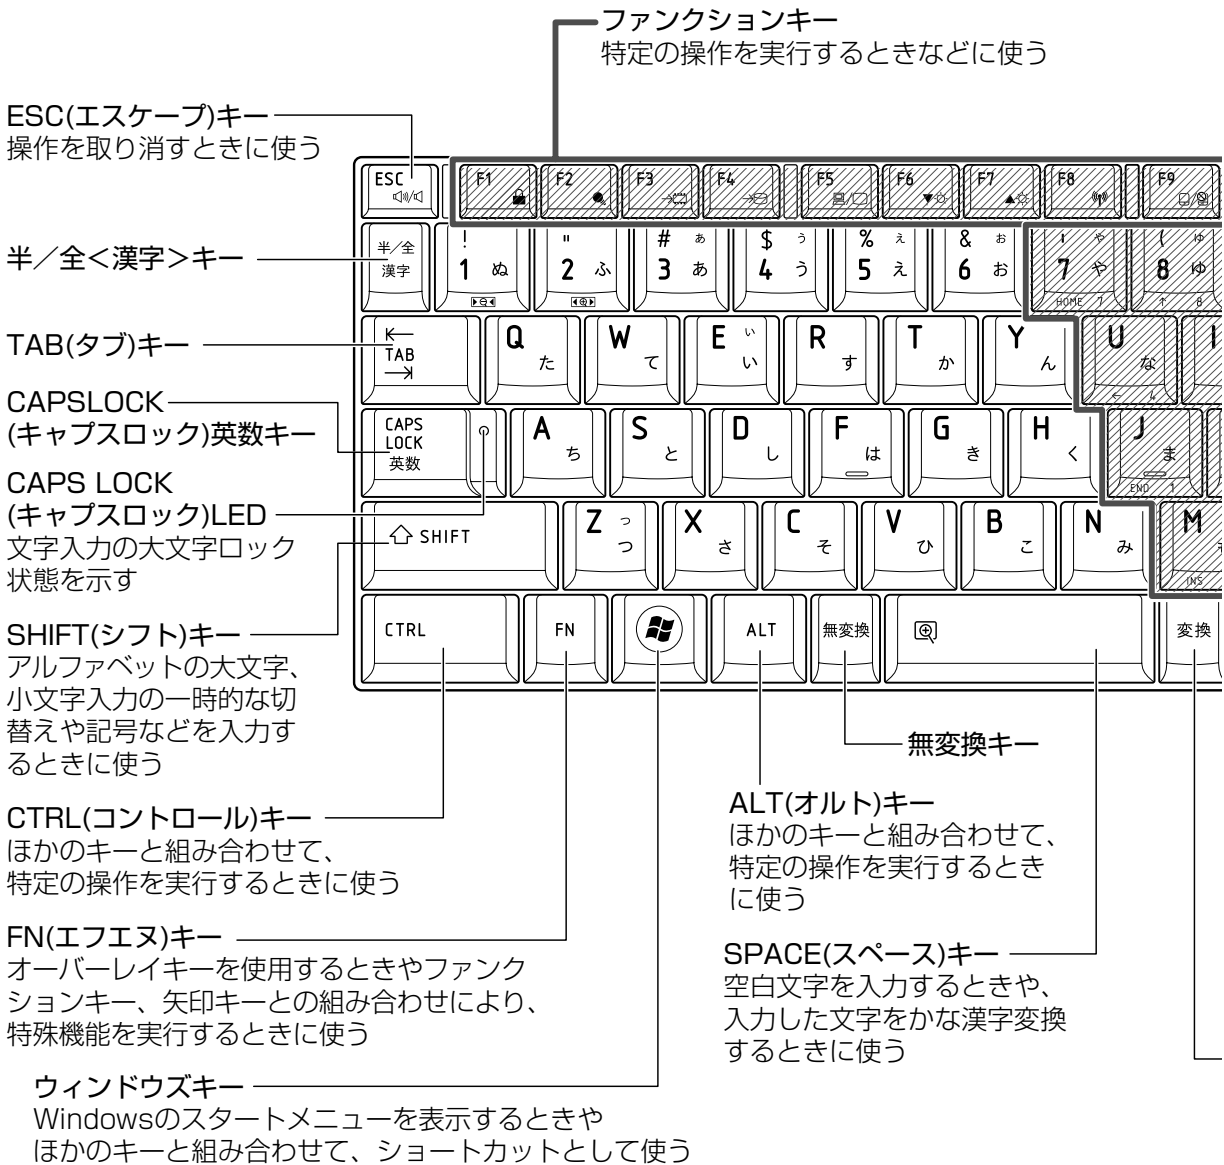 ファンクションキー
特定の操作を実行するときなどに使う
ESC(エスケープ)キー
操作を取り消すときに使う
ESC F1 F2 F3 F4 F5 F6 F7 F8 F9
半／全<漢字>キー
半／全 ! " # ぁ $ ぅ % ぇ & ぉ ' ゃ ( ゅ
漢字 1 ぬ 2 ふ 3 あ 4 う 5 え 6 お 7 や 8 ゆ
HOME 7 ↑ 8
TAB(タブ)キー
TAB Q た W て E ぃ い R す T か Y ん U な I
← 4
CAPSLOCK
(キャプスロック)英数キー
CAPS
LOCK
英数
A ち S と D し F は G き H く J ま
END 1
CAPS LOCK
(キャプスロック)LED
文字入力の大文字ロック
状態を示す
SHIFT Z っ つ X さ C そ V ひ B こ N み M
INS
SHIFT(シフト)キー
アルファベットの大文字、
小文字入力の一時的な切
替えや記号などを入力す
るときに使う
CTRL FN ALT 無変換 変換
無変換キー
CTRL(コントロール)キー
ほかのキーと組み合わせて、
特定の操作を実行するときに使う
ALT(オルト)キー
ほかのキーと組み合わせて、
特定の操作を実行するとき
に使う
FN(エフエヌ)キー
オーバーレイキーを使用するときやファンク
ションキー、矢印キーとの組み合わせにより、
特殊機能を実行するときに使う
SPACE(スペース)キー
空白文字を入力するときや、
入力した文字をかな漢字変換
するときに使う
ウィンドウズキー
Windowsのスタートメニューを表示するときや
ほかのキーと組み合わせて、ショートカットとして使う